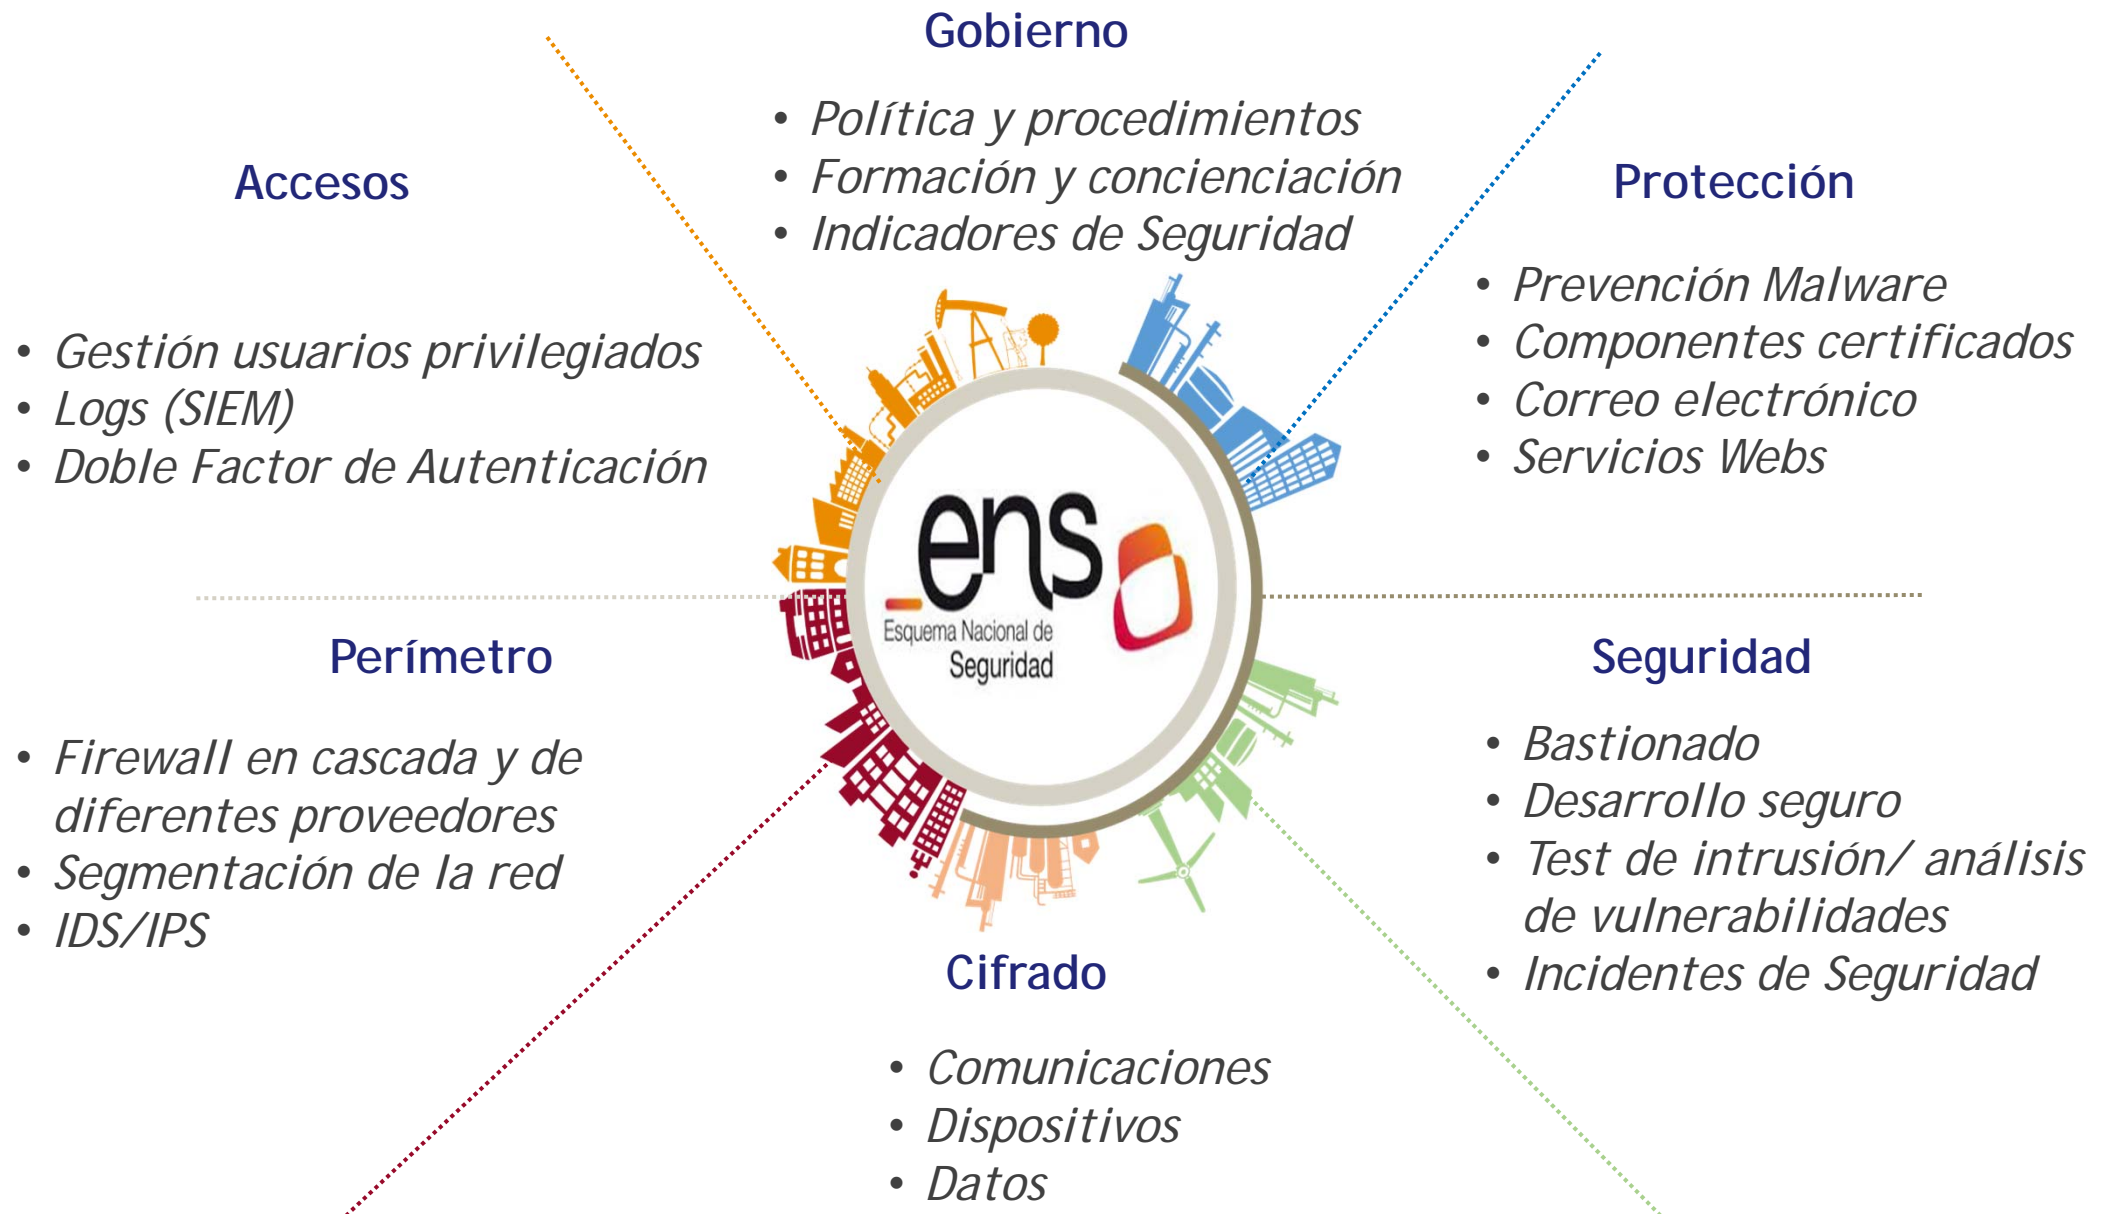 Gobierno
• Política y procedimientos
• Formación y concienciación
• Indicadores de Seguridad
Accesos
• Gestión usuarios privilegiados
• Logs (SIEM)
• Doble Factor de Autenticación
Protección
• Prevención Malware
• Componentes certificados
• Correo electrónico
• Servicios Webs
ens
Esquema Nacional de
Seguridad
Perímetro
• Firewall en cascada y de
diferentes proveedores
• Segmentación de la red
• IDS/IPS
Seguridad
• Bastionado
• Desarrollo seguro
• Test de intrusión/ análisis
de vulnerabilidades
• Incidentes de Seguridad
Cifrado
• Comunicaciones
• Dispositivos
• Datos